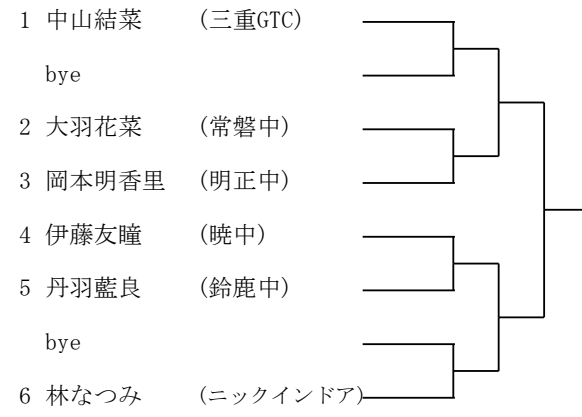 1 中山結菜 (三重GTC)
bye
2 大羽花菜 (常磐中)
3 岡本明香里 (明正中)
4 伊藤友瞳 (暁中)
5 丹羽藍良 (鈴鹿中)
bye
6 林なつみ (ニックインドア)